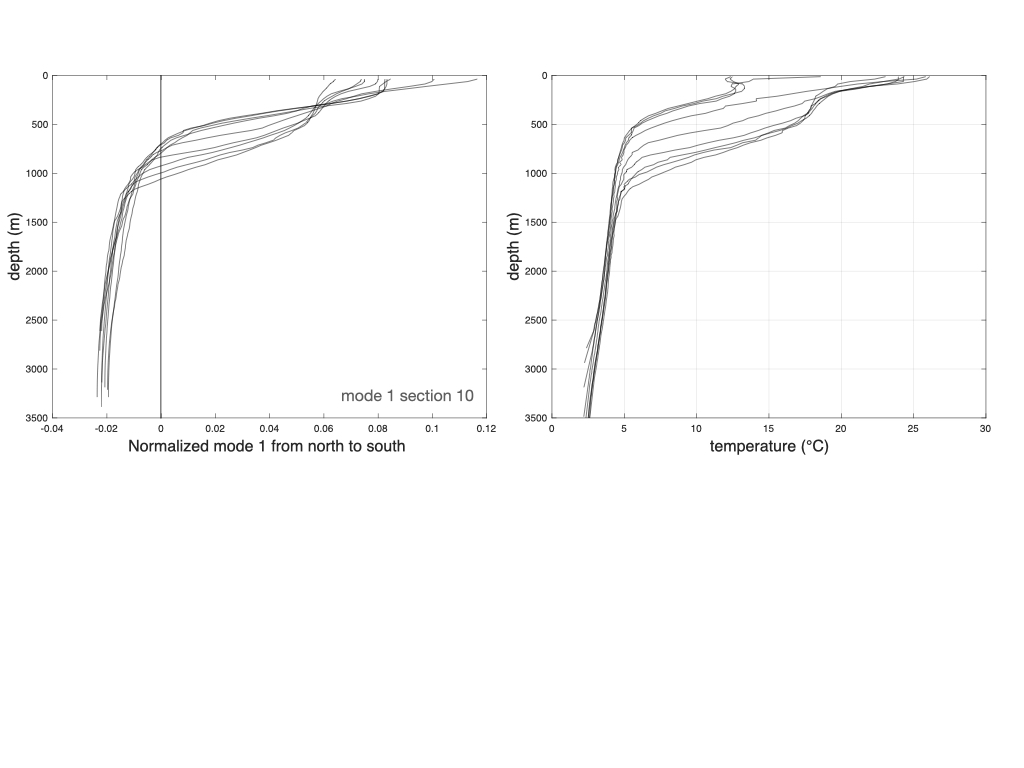 0
500
1000
1500
2000
2500
3000
3500
depth (m)
-0.04 -0.02 0 0.02 0.04 0.06 0.08 0.1 0.12
Normalized mode 1 from north to south
mode 1 section 10
0
500
1000
1500
2000
2500
3000
3500
depth (m)
0 5 10 15 20 25 30
temperature (°C)